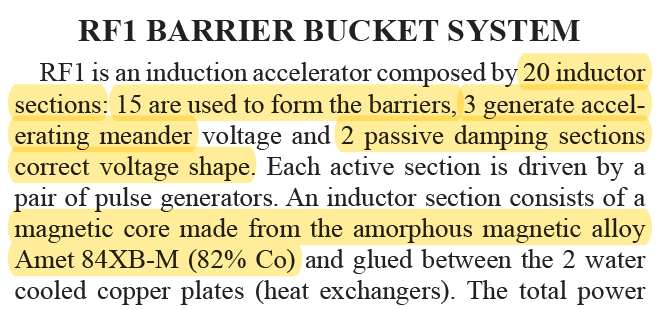 RF1 BARRIER BUCKET SYSTEM
RF1 is an induction accelerator composed by 20 inductor
sections: 15 are used to form the barriers, 3 generate accel-
erating meander voltage and 2 passive damping sections
correct voltage shape. Each active section is driven by a
pair of pulse generators. An inductor section consists of a
magnetic core made from the amorphous magnetic alloy
Amet 84XB-M (82% Co) and glued between the 2 water
cooled copper plates (heat exchangers). The total power